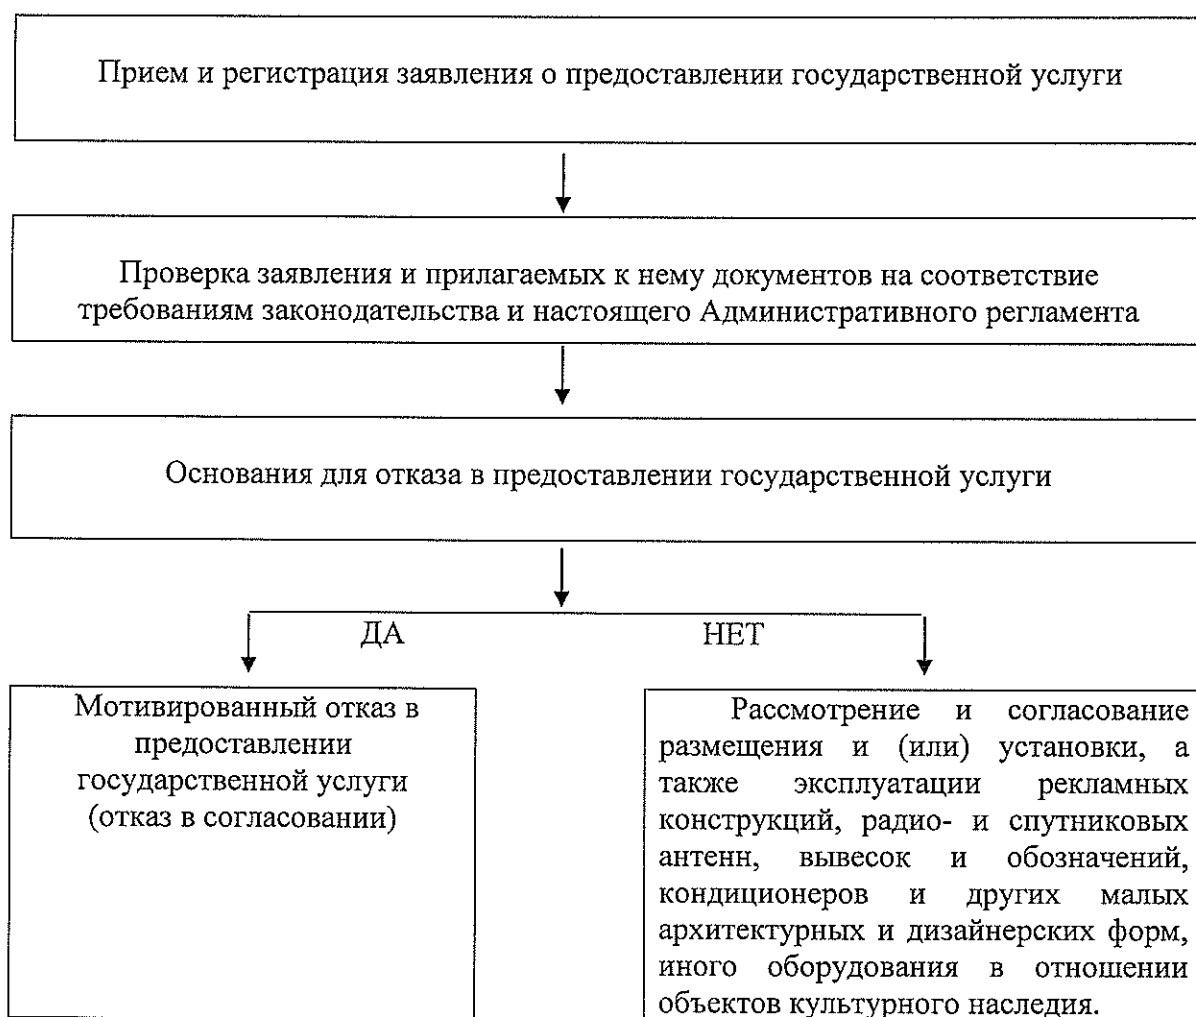 Прием и регистрация заявления о предоставлении государственной услуги
Проверка заявления и прилагаемых к нему документов на соответствие
требованиям законодательства и настоящего Административного регламента
Основания для отказа в предоставлении государственной услуги
ДА
НЕТ
Мотивированный отказ в
предоставлении
государственной услуги
(отказ в согласовании)
Рассмотрение и согласование
размещения и (или) установки, а
также эксплуатации рекламных
конструкций, радио- и спутниковых
антенн, вывесок и обозначений,
кондиционеров и других малых
архитектурных и дизайнерских форм,
иного оборудования в отношении
объектов культурного наследия.